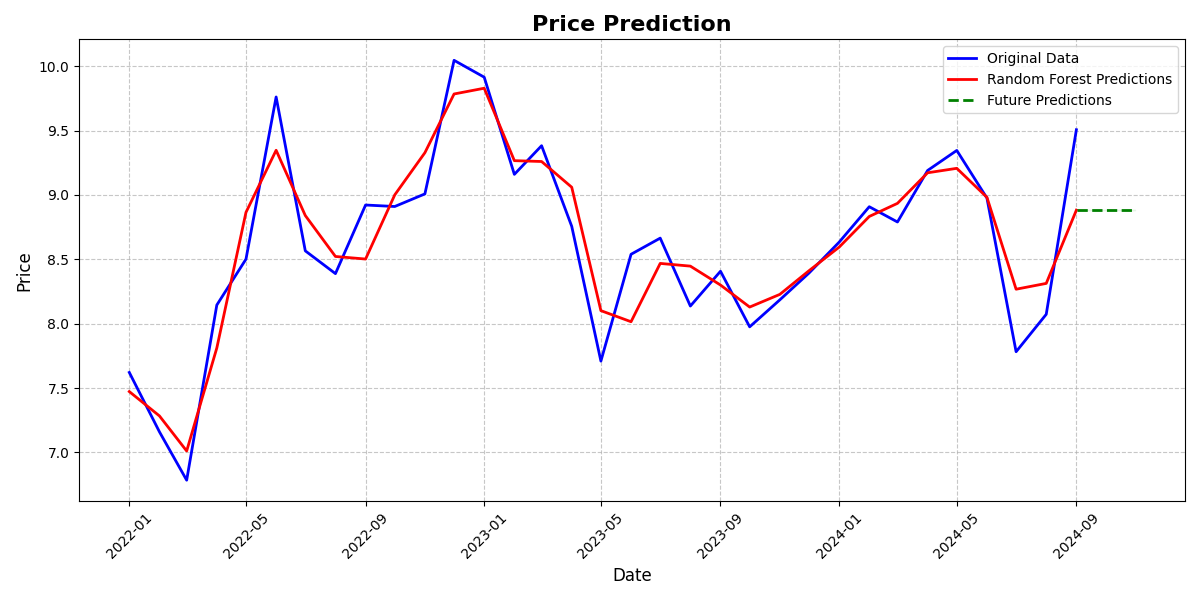 Price Prediction
Original Data
Random Forest Predictions
Future Predictions
Price
10.0
9.5
9.0
8.5
8.0
7.5
7.0
2022-01
2022-05
2022-09
2023-01
2023-05
2023-09
2024-01
2024-05
2024-09
Date